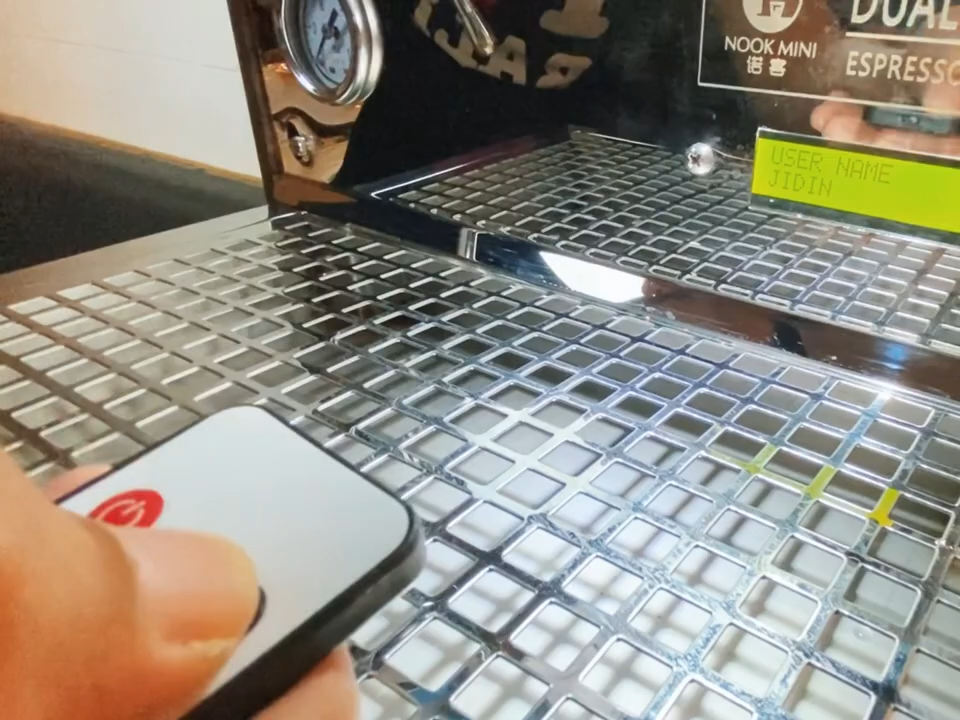 NOOK MINI
诺客
DUAL
ESPRESSO
USER NAME
JIDIN